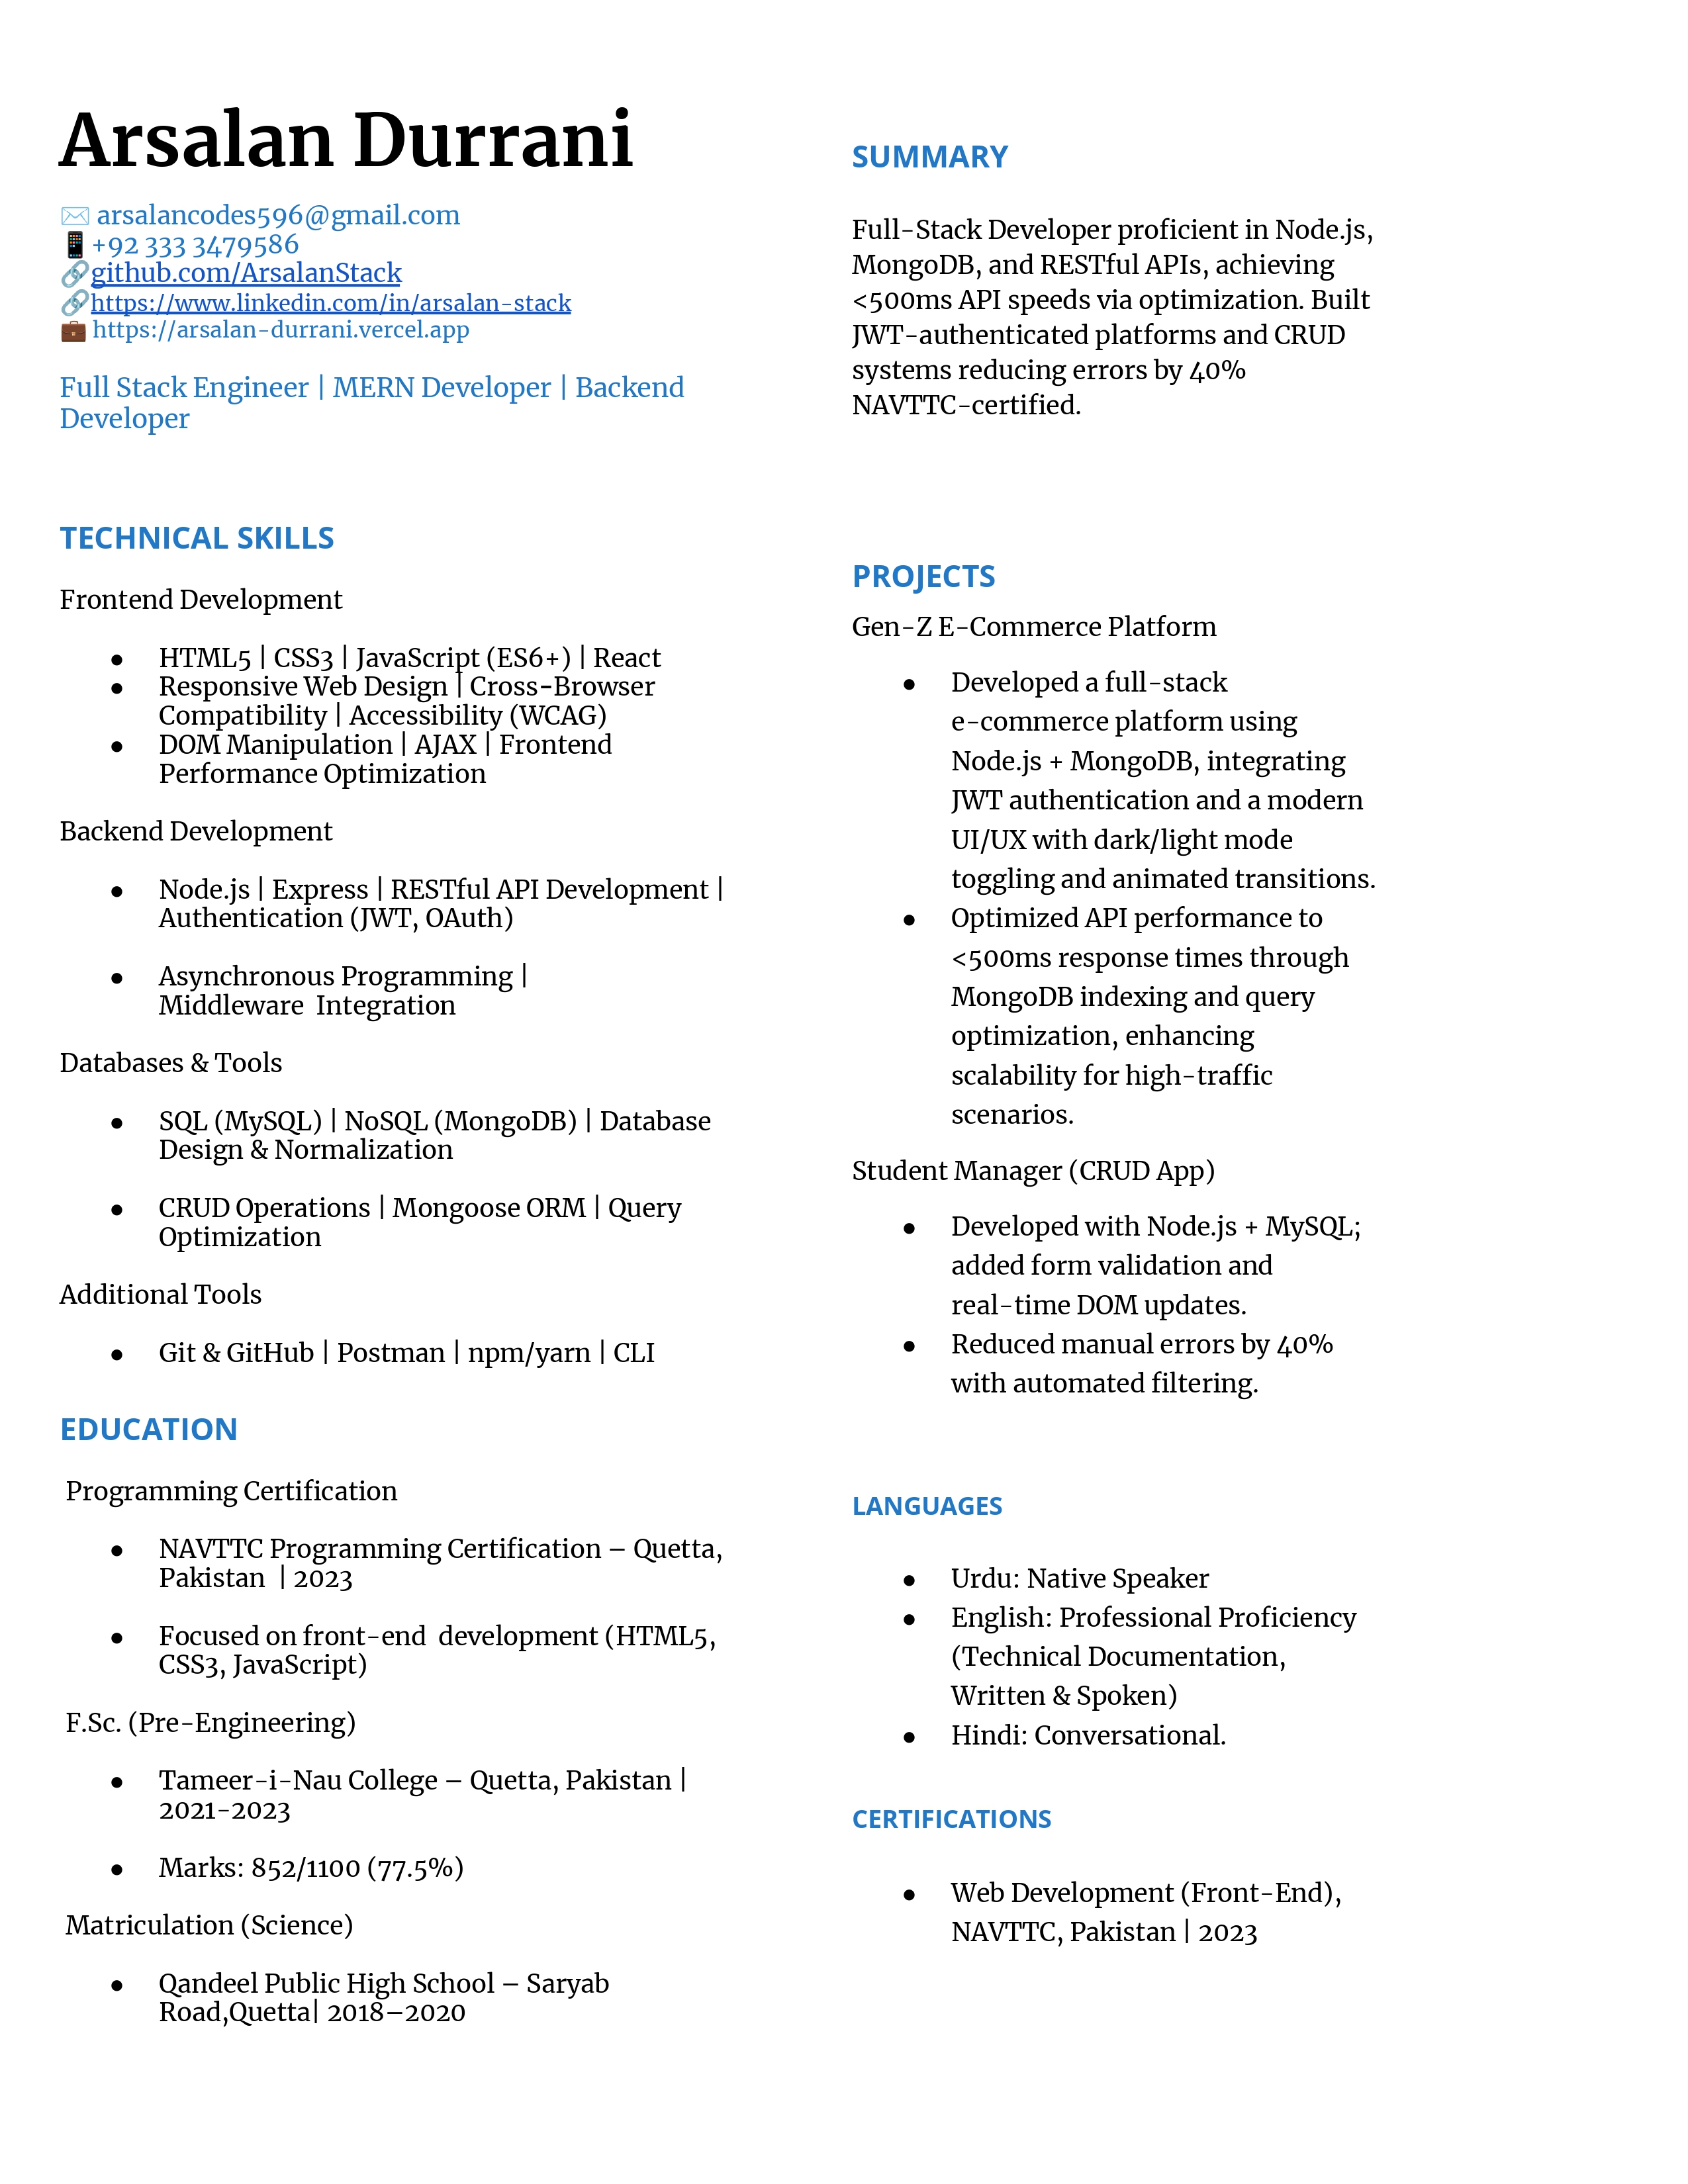 Arsalan Durrani
✉️ arsalancodes596@gmail.com
📱+92 333 3479586
🔗github.com/ArsalanStack
🔗https://www.linkedin.com/in/arsalan-stack
💼 https://arsalan-durrani.vercel.app
Full Stack Engineer | MERN Developer | Backend
Developer
TECHNICAL SKILLS
Frontend Development
● HTML5 | CSS3 | JavaScript (ES6+) | React
● Responsive Web Design | Cross-Browser
Compatibility | Accessibility (WCAG)
● DOM Manipulation | AJAX | Frontend
Performance Optimization
Backend Development
● Node.js | Express | RESTful API Development |
Authentication (JWT, OAuth)
● Asynchronous Programming |
Middleware Integration
Databases & Tools
● SQL (MySQL) | NoSQL (MongoDB) | Database
Design & Normalization
● CRUD Operations | Mongoose ORM | Query
Optimization
Additional Tools
● Git & GitHub | Postman | npm/yarn | CLI
EDUCATION
Programming Certification
● NAVTTC Programming Certification – Quetta,
Pakistan | 2023
● Focused on front-end development (HTML5,
CSS3, JavaScript)
F.Sc. (Pre-Engineering)
● Tameer-i-Nau College – Quetta, Pakistan |
2021-2023
● Marks: 852/1100 (77.5%)
Matriculation (Science)
● Qandeel Public High School – Saryab
Road,Quetta| 2018–2020
SUMMARY
Full-Stack Developer proficient in Node.js,
MongoDB, and RESTful APIs, achieving
<500ms API speeds via optimization. Built
JWT-authenticated platforms and CRUD
systems reducing errors by 40%
NAVTTC-certified.
PROJECTS
Gen-Z E-Commerce Platform
● Developed a full-stack
e-commerce platform using
Node.js + MongoDB, integrating
JWT authentication and a modern
UI/UX with dark/light mode
toggling and animated transitions.
● Optimized API performance to
<500ms response times through
MongoDB indexing and query
optimization, enhancing
scalability for high-traffic
scenarios.
Student Manager (CRUD App)
● Developed with Node.js + MySQL;
added form validation and
real-time DOM updates.
● Reduced manual errors by 40%
with automated filtering.
LANGUAGES
● Urdu: Native Speaker
● English: Professional Proficiency
(Technical Documentation,
Written & Spoken)
● Hindi: Conversational.
CERTIFICATIONS
● Web Development (Front-End),
NAVTTC, Pakistan | 2023